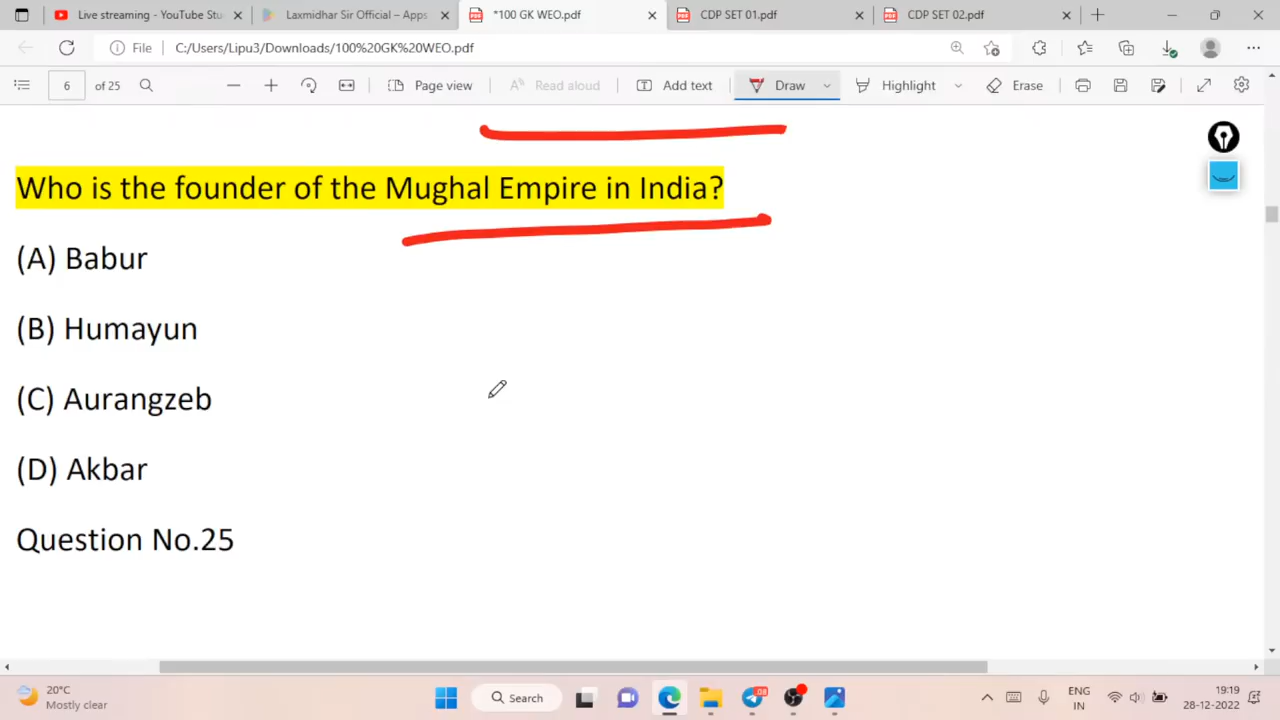 Live streaming - YouTube Stu
Laxmidhar Sir Official – Apps
*100 GK WEO.pdf
CDP SET 01.pdf
CDP SET 02.pdf
File
C:/Users/Lipu3/Downloads/100%20GK%20WEO.pdf
6 of 25
Page view
Read aloud
Add text
Draw
Highlight
Erase
Who is the founder of the Mughal Empire in India?
(A) Babur
(B) Humayun
(C) Aurangzeb
(D) Akbar
Question No.25
20°C
Mostly clear
Search
08
ENG
IN
19:19
28-12-2022